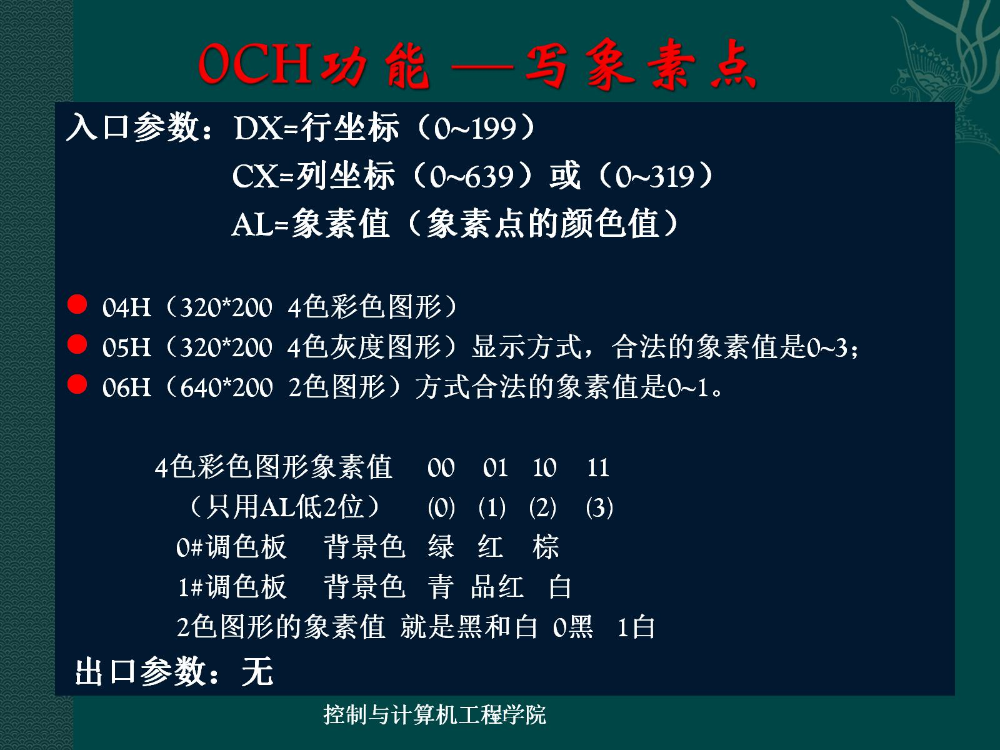 0CH功能 —写象素点
入口参数：DX=行坐标（0~199）
CX=列坐标（0~639）或（0~319）
AL=象素值（象素点的颜色值）
04H（320*200 4色彩色图形）
05H（320*200 4色灰度图形）显示方式，合法的象素值是0~3；
06H（640*200 2色图形）方式合法的象素值是0~1。
4色彩色图形象素值 00 01 10 11
（只用AL低2位） (0) (1) (2) (3)
0#调色板 背景色 绿 红 棕
1#调色板 背景色 青 品红 白
2色图形的象素值 就是黑和白 0黑 1白
出口参数：无
控制与计算机工程学院